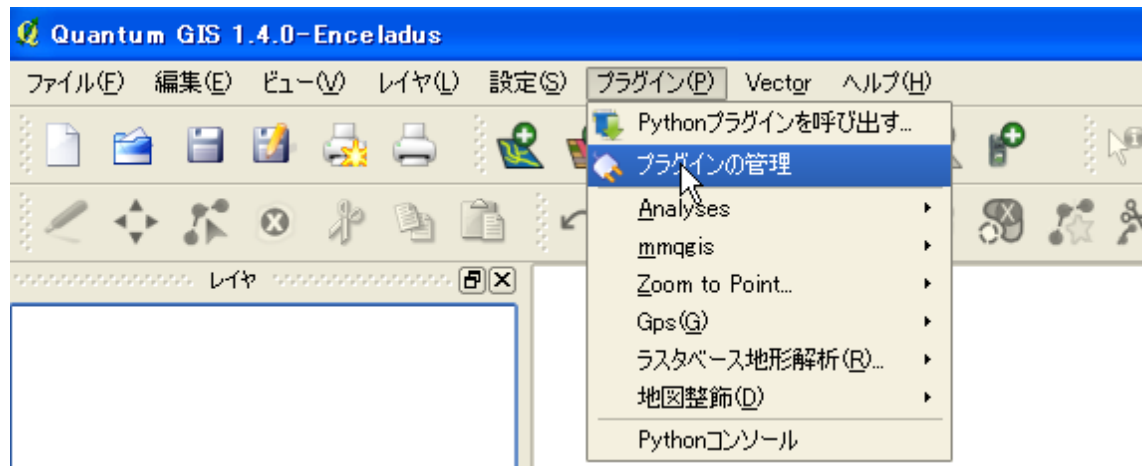 Quantum GIS 1.4.0-Enceladus
ファイル(F) 編集(E) ビュー(V) レイヤ(L) 設定(S) プラグイン(P) Vector ヘルプ(H)
Pythonプラグインを呼び出す...
プラグインの管理
Analyses
mmqgis
Zoom to Point...
Gps(G)
ラスタベース地形解析(R)...
地図整飾(D)
Pythonコンソール
レイヤ